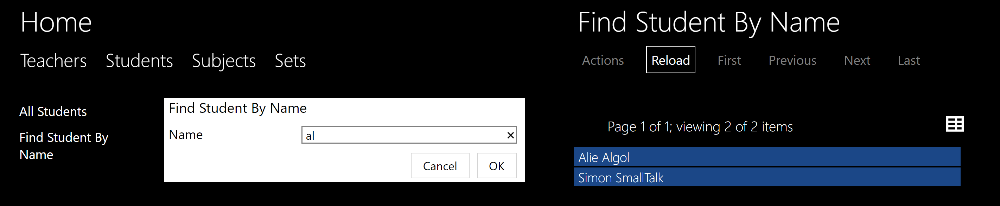 Home
Teachers Students Subjects Sets
All Students
Find Student By
Name
Find Student By Name
Name al
Cancel OK
Find Student By Name
Actions Reload First Previous Next Last
Page 1 of 1; viewing 2 of 2 items
Alie Algol
Simon SmallTalk